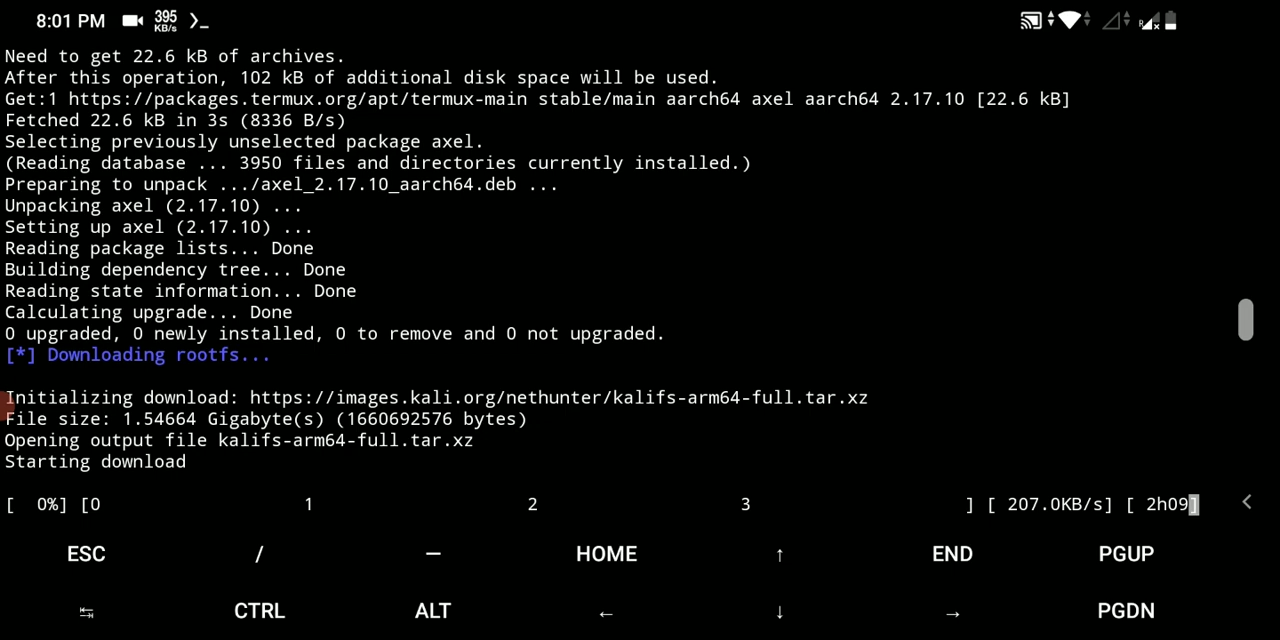 8:01 PM 395 KB/s
Need to get 22.6 kB of archives.
After this operation, 102 kB of additional disk space will be used.
Get:1 https://packages.termux.org/apt/termux-main stable/main aarch64 axel aarch64 2.17.10 [22.6 kB]
Fetched 22.6 kB in 3s (8336 B/s)
Selecting previously unselected package axel.
(Reading database ... 3950 files and directories currently installed.)
Preparing to unpack .../axel_2.17.10_aarch64.deb ...
Unpacking axel (2.17.10) ...
Setting up axel (2.17.10) ...
Reading package lists... Done
Building dependency tree... Done
Reading state information... Done
Calculating upgrade... Done
0 upgraded, 0 newly installed, 0 to remove and 0 not upgraded.
[*] Downloading rootfs...
Initializing download: https://images.kali.org/nethunter/kalifs-arm64-full.tar.xz
File size: 1.54664 Gigabyte(s) (1660692576 bytes)
Opening output file kalifs-arm64-full.tar.xz
Starting download
[  0%] [0 1 2 3 ] [ 207.0KB/s] [ 2h09]
ESC / — HOME ↑ END PGUP
↹ CTRL ALT ← ↓ → PGDN